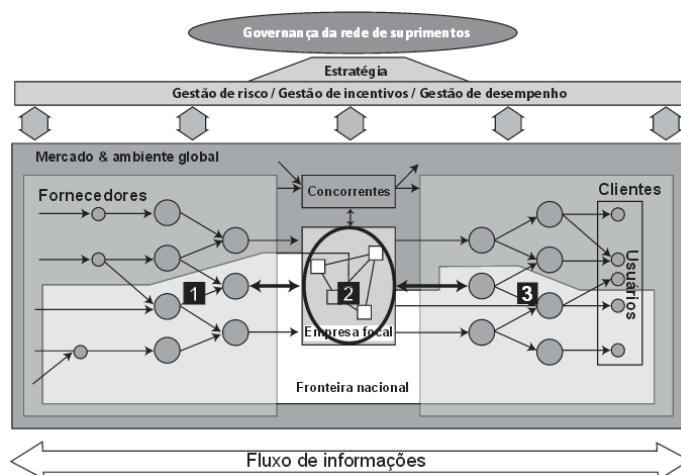 Governança da rede de suprimentos
Estratégia
Gestão de risco / Gestão de incentivos / Gestão de desempenho
Mercado & ambiente global
Fornecedores
Concorrentes
Clientes
Usuários
1
2
3
Empresa focal
Fronteira nacional
Fluxo de informações